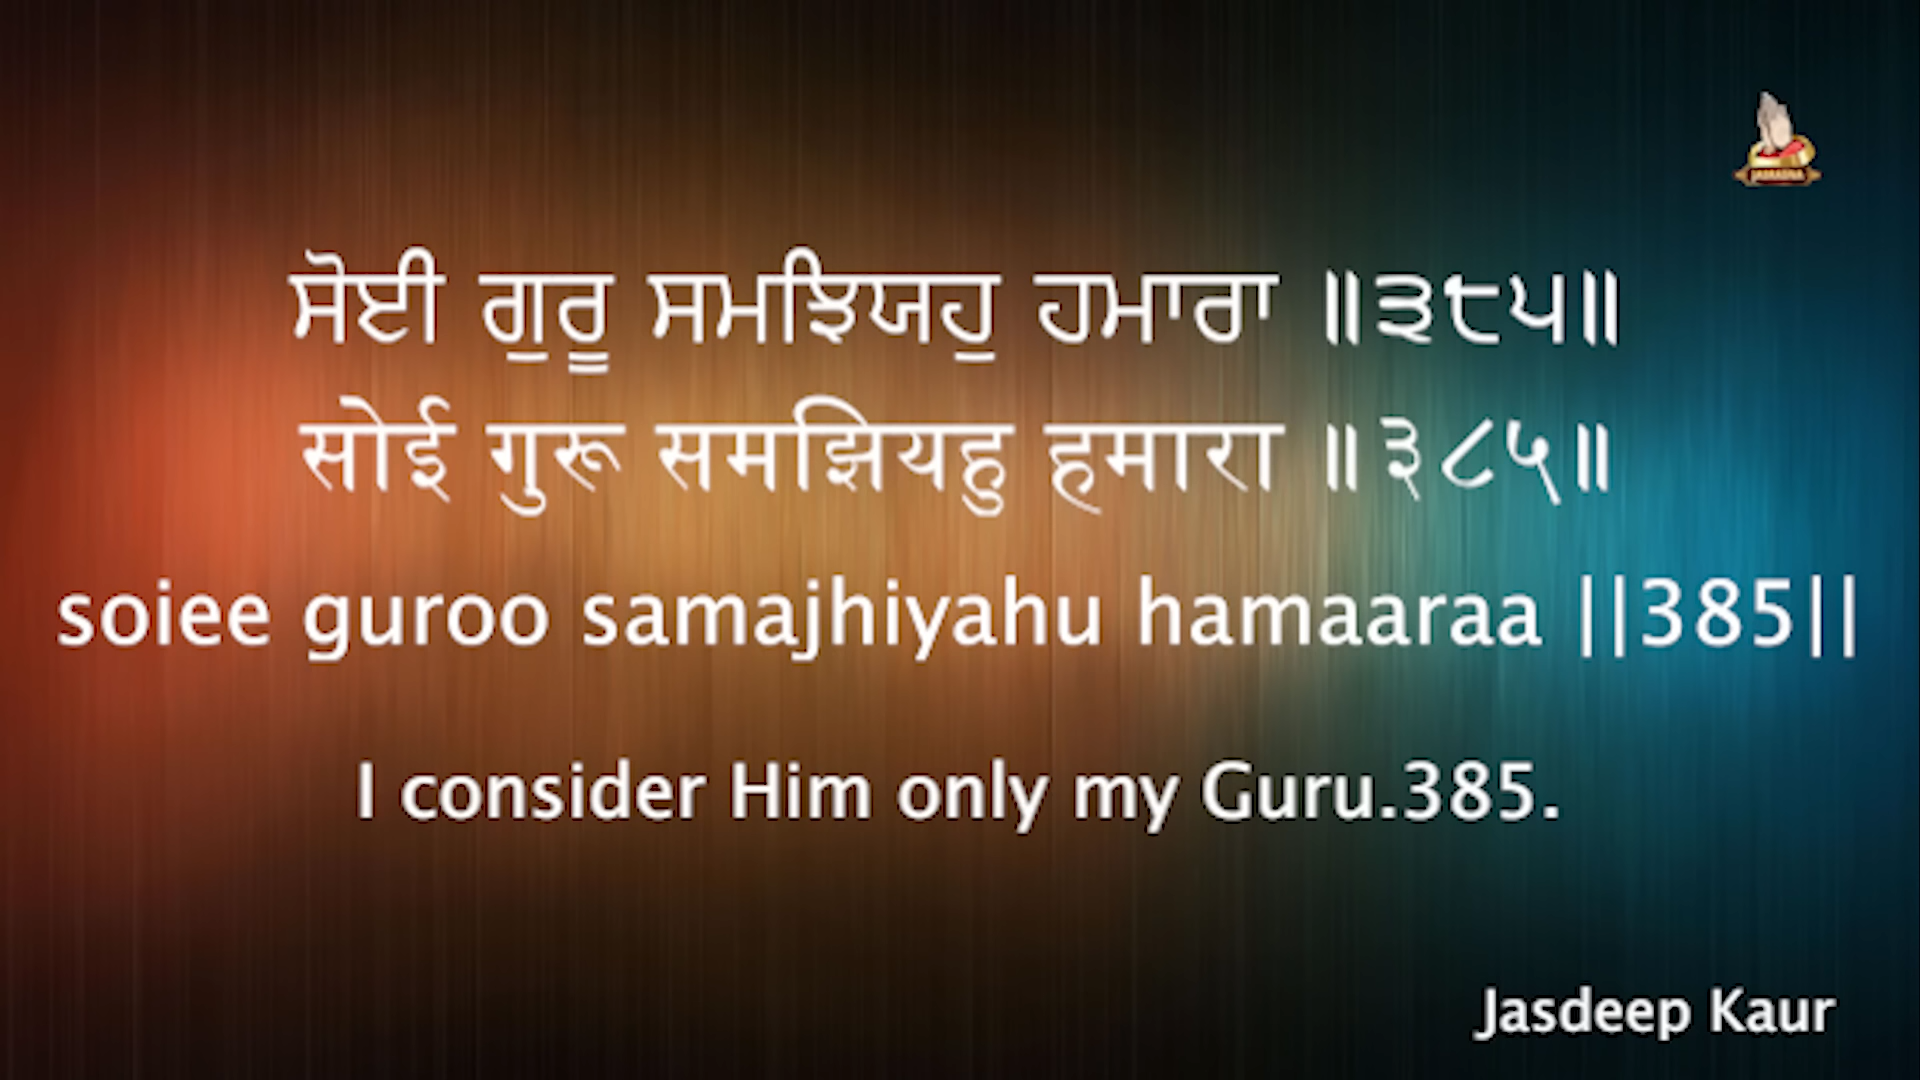 ਸੋਈ ਗੁਰੂ ਸਮਝਿਯਹੁ ਹਮਾਰਾ ॥੩੮੫॥
सोई गुरू समझियहु हमारा ॥३८५॥
soiee guroo samajhiyahu hamaaraa ||385||
I consider Him only my Guru.385.
Jasdeep Kaur